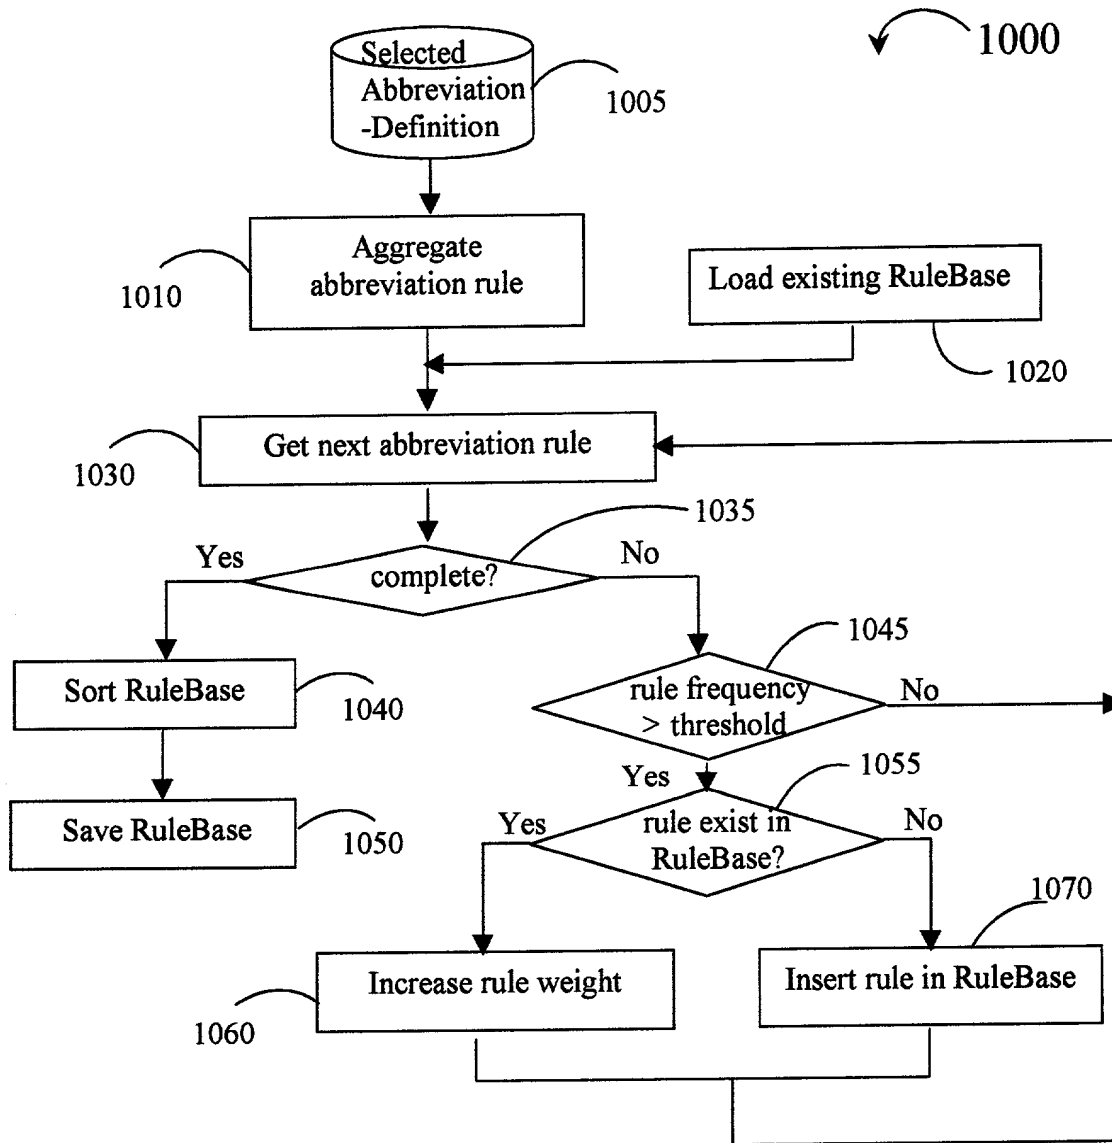 1000
Selected
Abbreviation
-Definition
1005
Aggregate
abbreviation rule
1010
Load existing RuleBase
1020
Get next abbreviation rule
1030
1035
Yes
No
complete?
1045
Sort RuleBase
1040
rule frequency
> threshold
No
Yes
1055
Save RuleBase
1050
Yes
rule exist in
RuleBase?
No
1070
Increase rule weight
1060
Insert rule in RuleBase